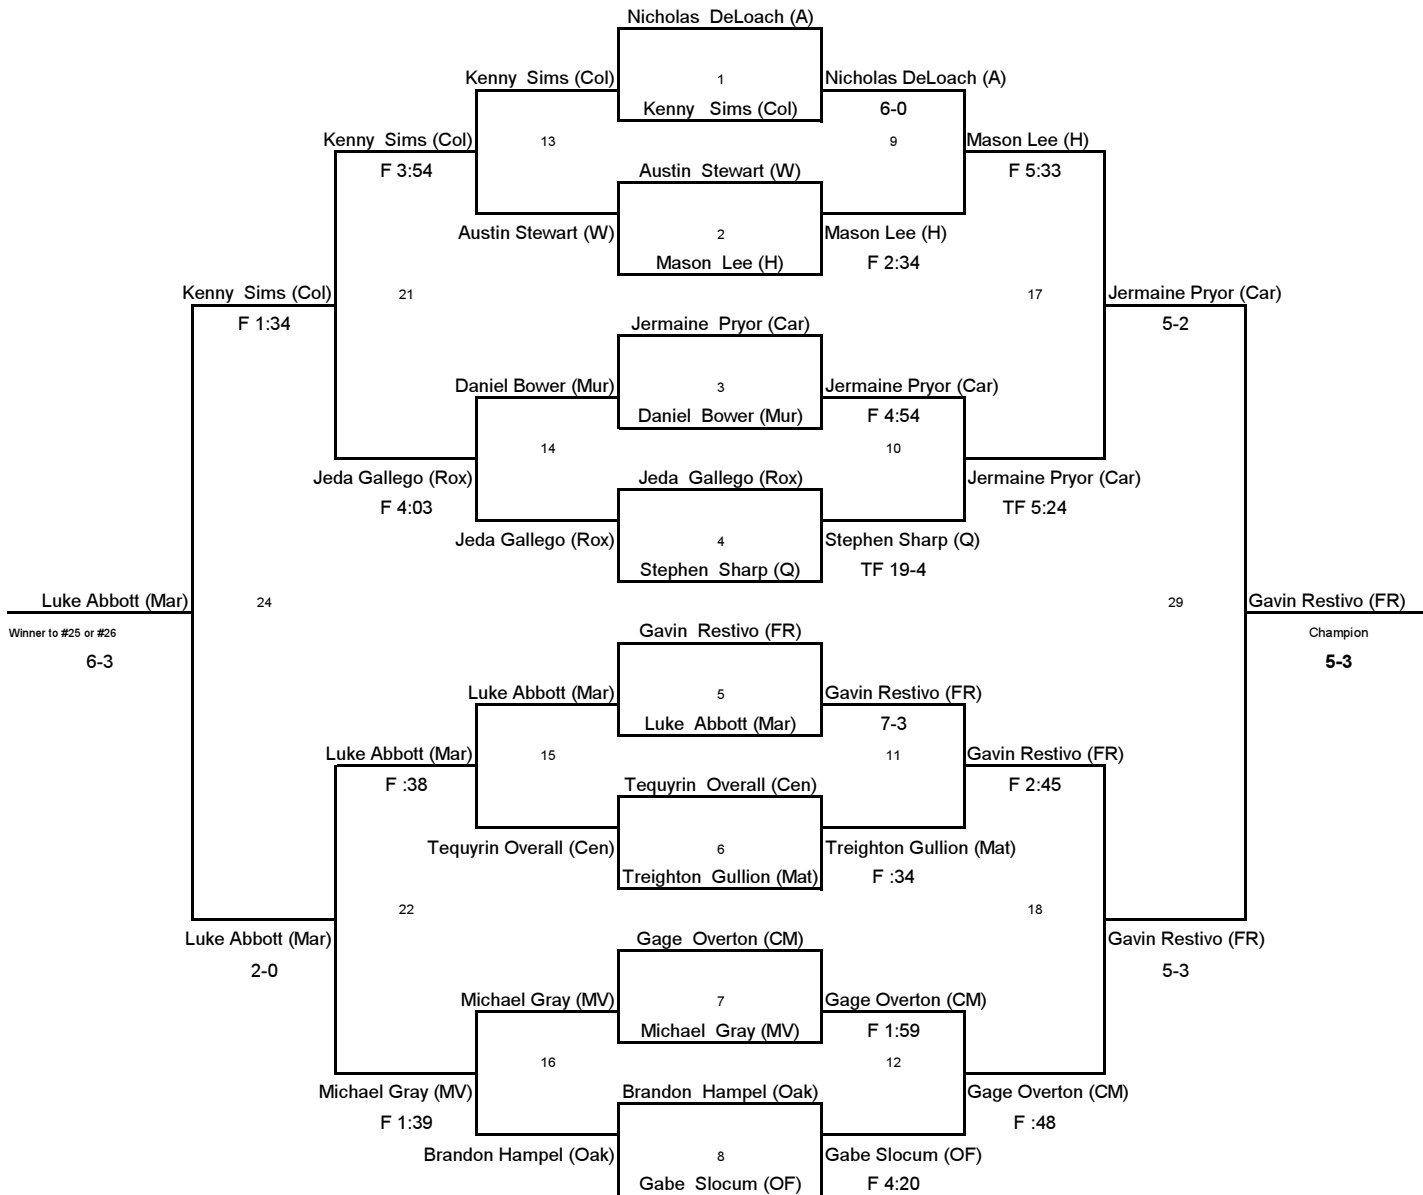 Nicholas DeLoach (A)
Kenny Sims (Col)
1
Nicholas DeLoach (A)
Kenny Sims (Col)
6-0
Kenny Sims (Col)
13
9
Mason Lee (H)
F 3:54
Austin Stewart (W)
F 5:33
Austin Stewart (W)
2
Mason Lee (H)
Mason Lee (H)
F 2:34
Kenny Sims (Col)
21
17
Jermaine Pryor (Car)
F 1:34
Jermaine Pryor (Car)
5-2
Daniel Bower (Mur)
3
Jermaine Pryor (Car)
Daniel Bower (Mur)
F 4:54
14
10
Jeda Gallego (Rox)
Jeda Gallego (Rox)
Jermaine Pryor (Car)
F 4:03
TF 5:24
Jeda Gallego (Rox)
4
Stephen Sharp (Q)
Stephen Sharp (Q)
TF 19-4
Luke Abbott (Mar)
24
29
Gavin Restivo (FR)
Winner to #25 or #26
Gavin Restivo (FR)
Champion
6-3
5-3
Luke Abbott (Mar)
5
Gavin Restivo (FR)
Luke Abbott (Mar)
7-3
Luke Abbott (Mar)
15
11
Gavin Restivo (FR)
F :38
Tequyrin Overall (Cen)
F 2:45
Tequyrin Overall (Cen)
6
Treighton Gullion (Mat)
Treighton Gullion (Mat)
F :34
22
18
Luke Abbott (Mar)
Gage Overton (CM)
Gavin Restivo (FR)
2-0
5-3
Michael Gray (MV)
7
Gage Overton (CM)
Michael Gray (MV)
F 1:59
16
12
Michael Gray (MV)
Brandon Hampel (Oak)
Gage Overton (CM)
F 1:39
F :48
Brandon Hampel (Oak)
8
Gabe Slocum (OF)
Gabe Slocum (OF)
F 4:20